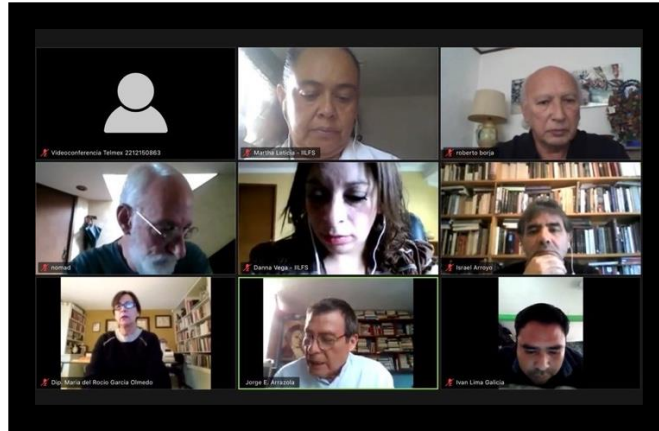 Videoconferencia Telmex 2212150863
Martha Leticia - IILFS
roberto borja
nomad
Danna Vega - IILFS
Israel Arroyo
Dip. María del Rocío García Olmedo
Jorge E. Arrazola
Ivan Lima Galicia